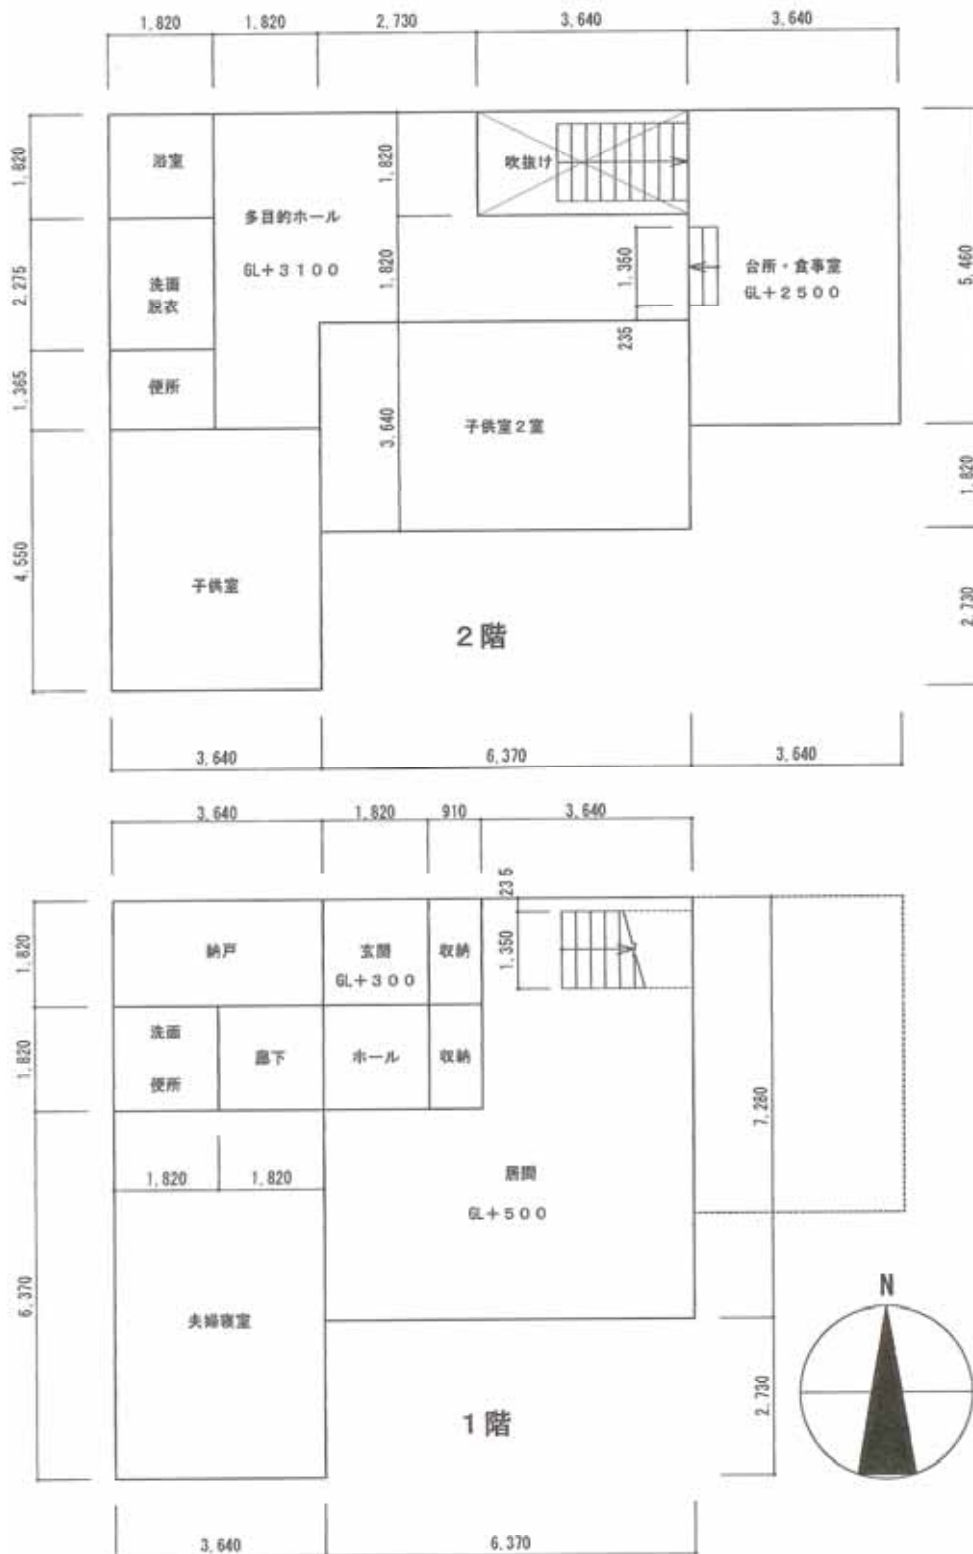 1,820
1,820
2,730
3,640
3,640
1,820
2,275
1,365
4,550
浴室
洗面
脱衣
便所
多目的ホール
GL+3100
1,820
1,820
吹抜け
1,350
235
台所・食事室
GL+2500
5,460
1,820
2,730
3,640
子供室2室
子供室
2階
3,640
6,370
3,640
3,640
1,820
910
3,640
1,820
1,820
6,370
納戸
玄関
GL+300
収納
235
1,350
洗面
便所
廊下
ホール
収納
1,820
1,820
居間
GL+500
7,280
2,730
夫婦寝室
1階
N
3,640
6,370